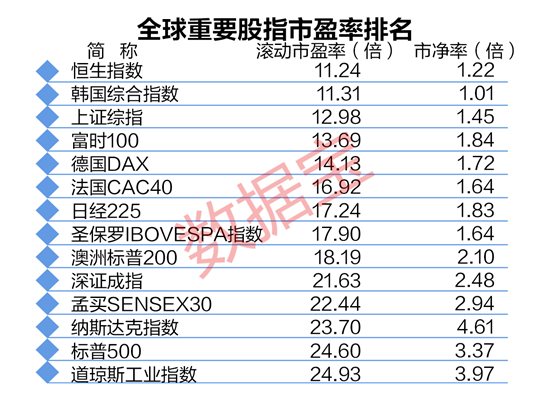 全球重要股指市盈率排名
简 称 滚动市盈率（倍） 市净率（倍）
恒生指数 11.24 1.22
韩国综合指数 11.31 1.01
上证综指 12.98 1.45
富时100 13.69 1.84
德国DAX 14.13 1.72
法国CAC40 16.92 1.64
日经225 17.24 1.83
圣保罗IBOVESPA指数 17.90 1.64
澳洲标普200 18.19 2.10
深证成指 21.63 2.48
孟买SENSEX30 22.44 2.94
纳斯达克指数 23.70 4.61
标普500 24.60 3.37
道琼斯工业指数 24.93 3.97
数据宝